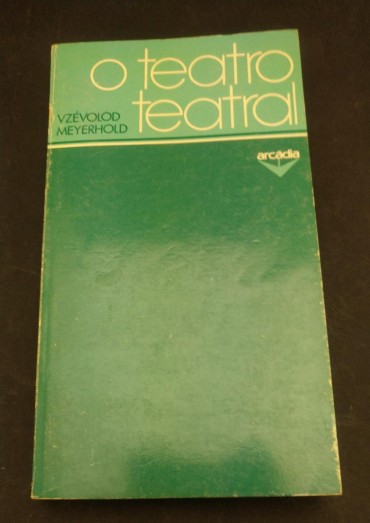 o teatro
teatral
VZÉVOLOD
MEYERHOLD
arcádia